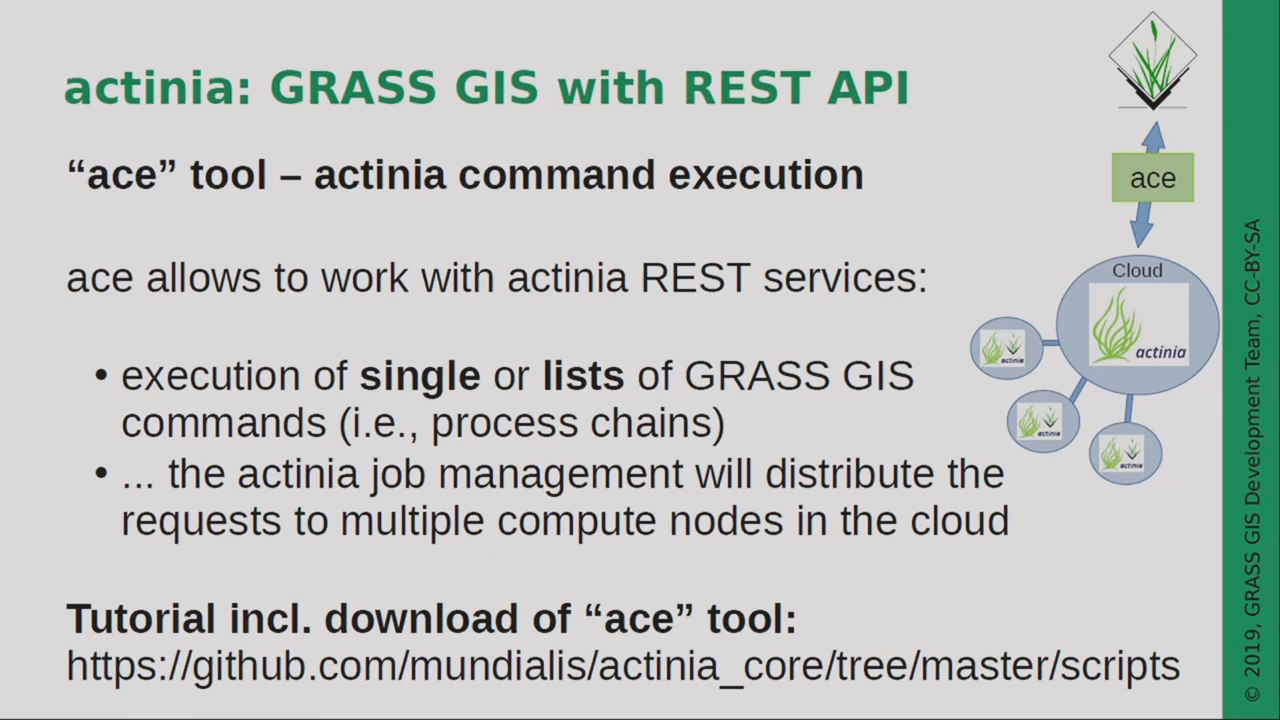 actinia: GRASS GIS with REST API
“ace” tool – actinia command execution
ace allows to work with actinia REST services:
• execution of single or lists of GRASS GIS
commands (i.e., process chains)
• ... the actinia job management will distribute the
requests to multiple compute nodes in the cloud
Tutorial incl. download of “ace” tool:
https://github.com/mundialis/actinia_core/tree/master/scripts
ace
Cloud
actinia
actinia
actinia
actinia
© 2019, GRASS GIS Development Team, CC-BY-SA